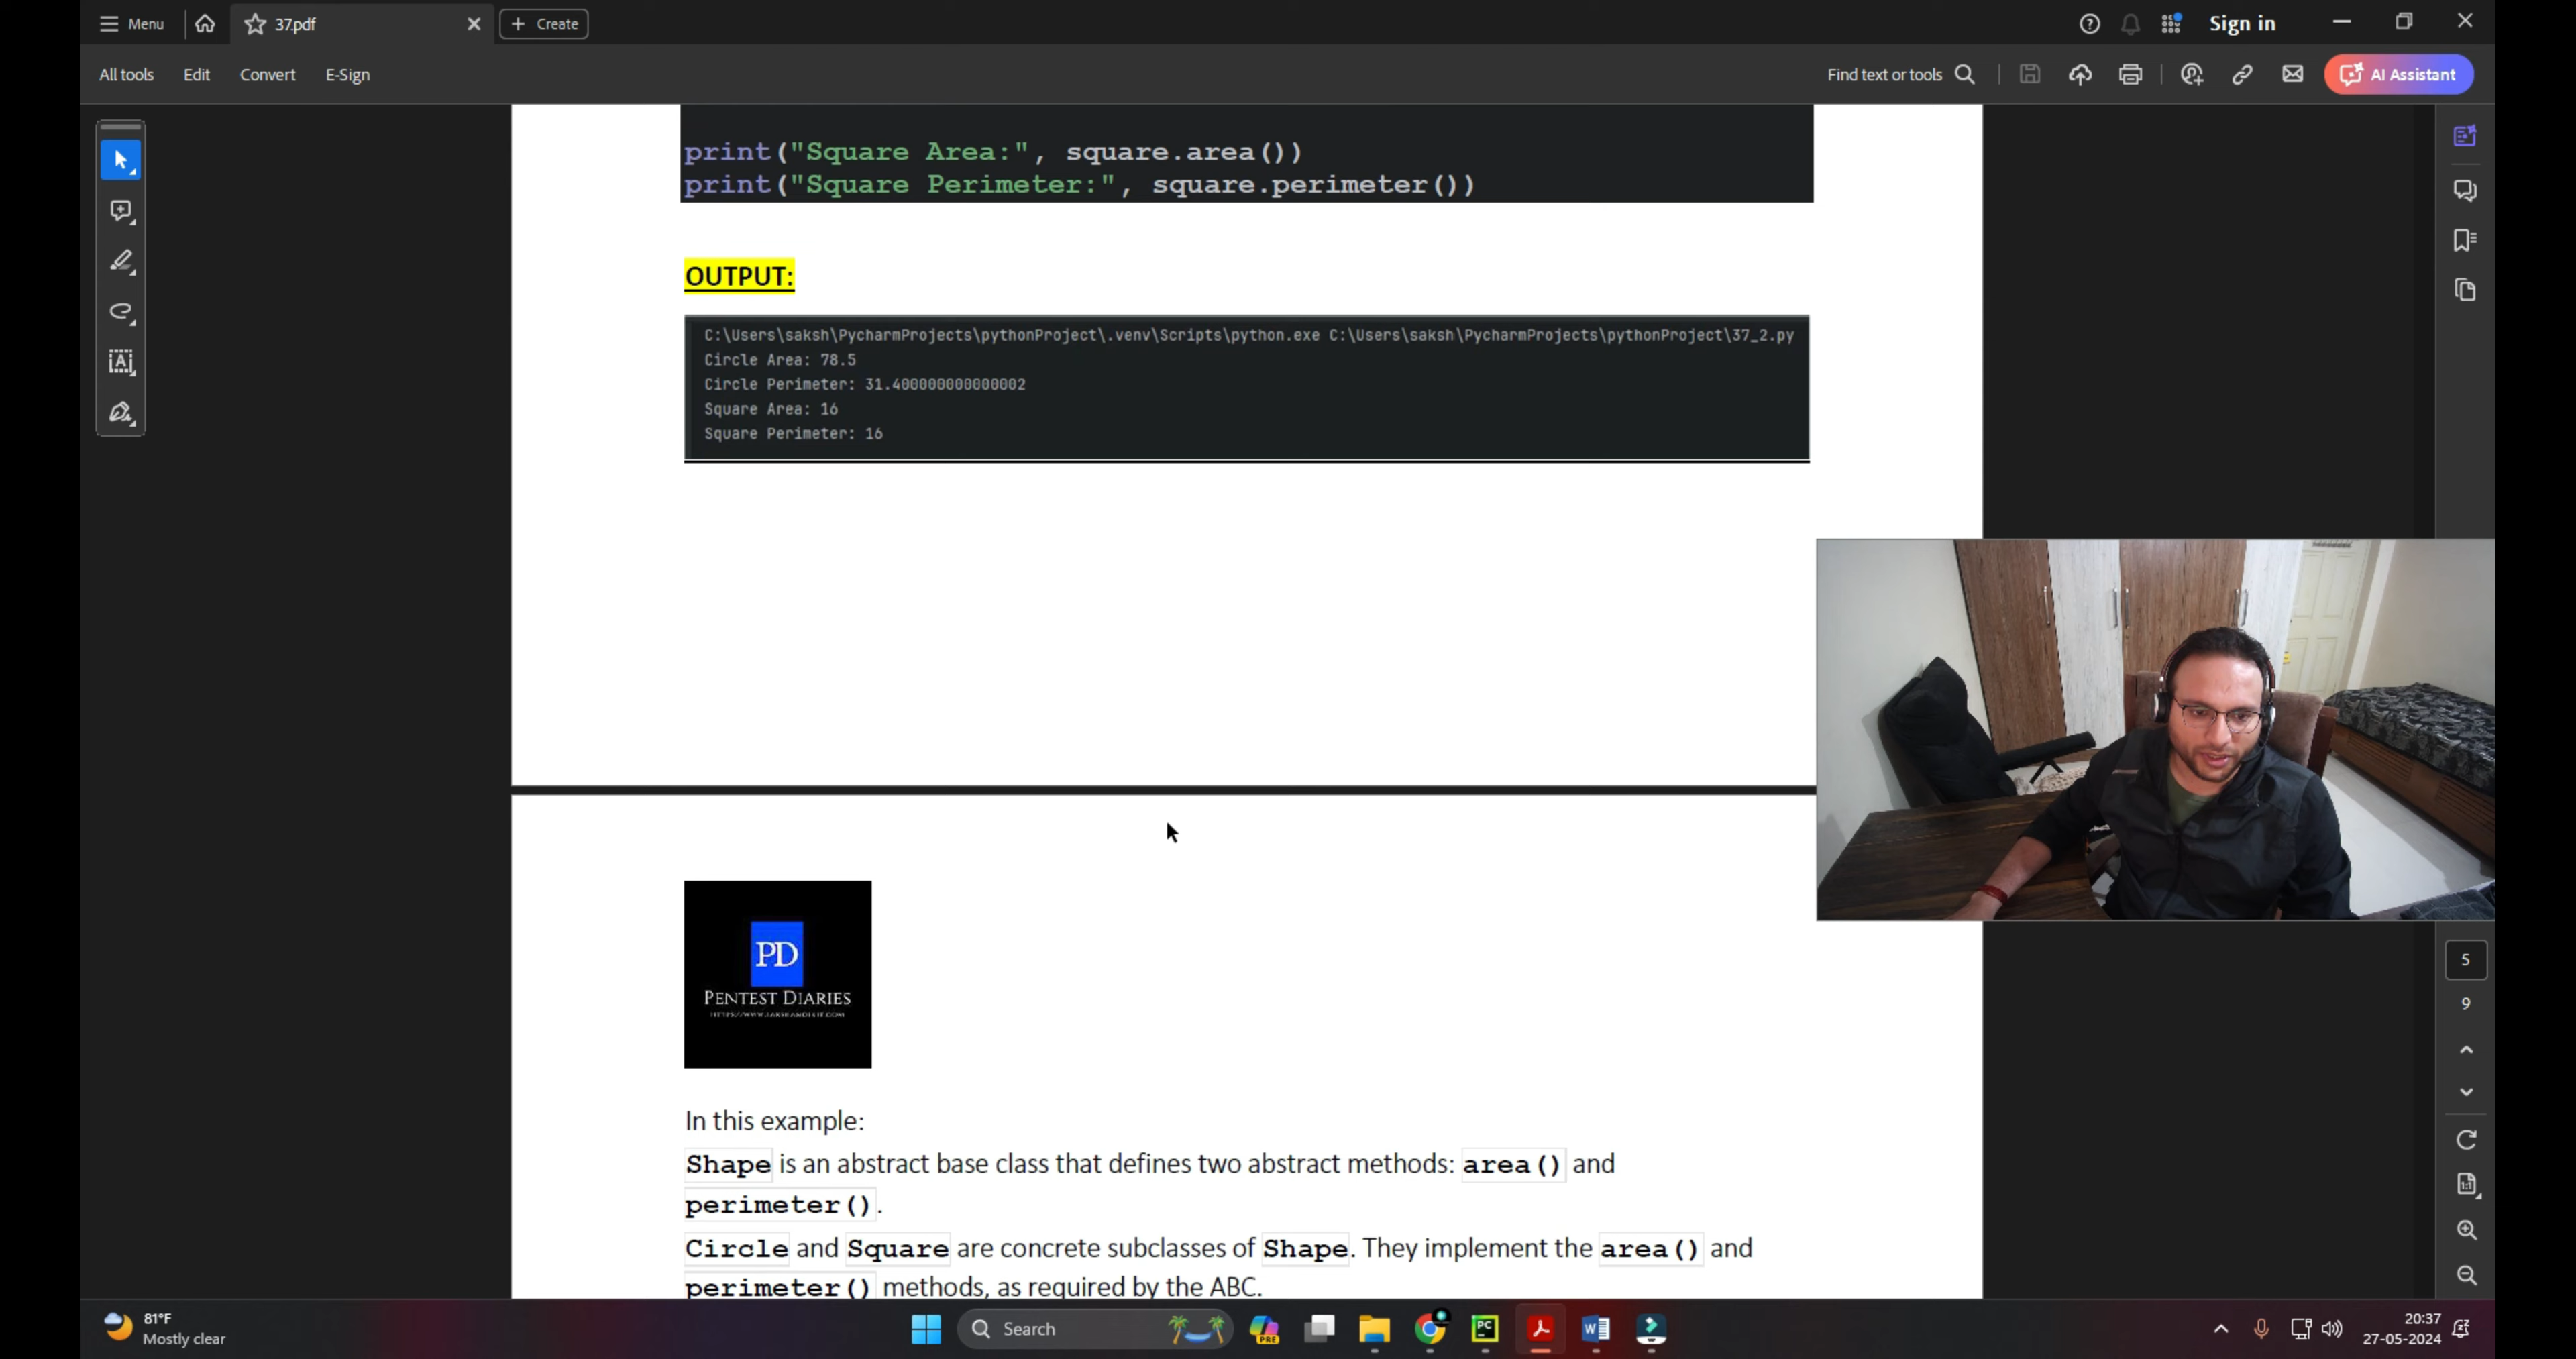 Menu
37.pdf
Create
Sign in
All tools
Edit
Convert
E-Sign
Find text or tools
AI Assistant
print("Square Area:", square.area())
print("Square Perimeter:", square.perimeter())
OUTPUT:
C:\Users\saksh\PycharmProjects\pythonProject\.venv\Scripts\python.exe C:\Users\saksh\PycharmProjects\pythonProject\37_2.py
Circle Area: 78.5
Circle Perimeter: 31.400000000000002
Square Area: 16
Square Perimeter: 16
PD
PENTEST DIARIES
In this example:
Shape is an abstract base class that defines two abstract methods: area() and
perimeter().
Circle and Square are concrete subclasses of Shape. They implement the area() and
perimeter() methods, as required by the ABC.
5
9
1:1
81°F
Mostly clear
Search
PRE
PC
W
20:37
27-05-2024